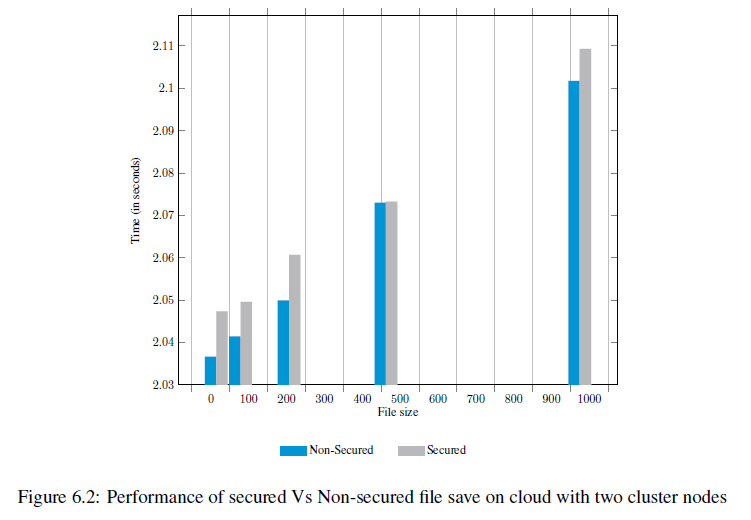 2.11
2.1
2.09
2.08
2.07
2.06
2.05
2.04
2.03
Time (in seconds)
0 100 200 300 400 500 600 700 800 900 1000
File size
Non-Secured Secured
Figure 6.2: Performance of secured Vs Non-secured file save on cloud with two cluster nodes